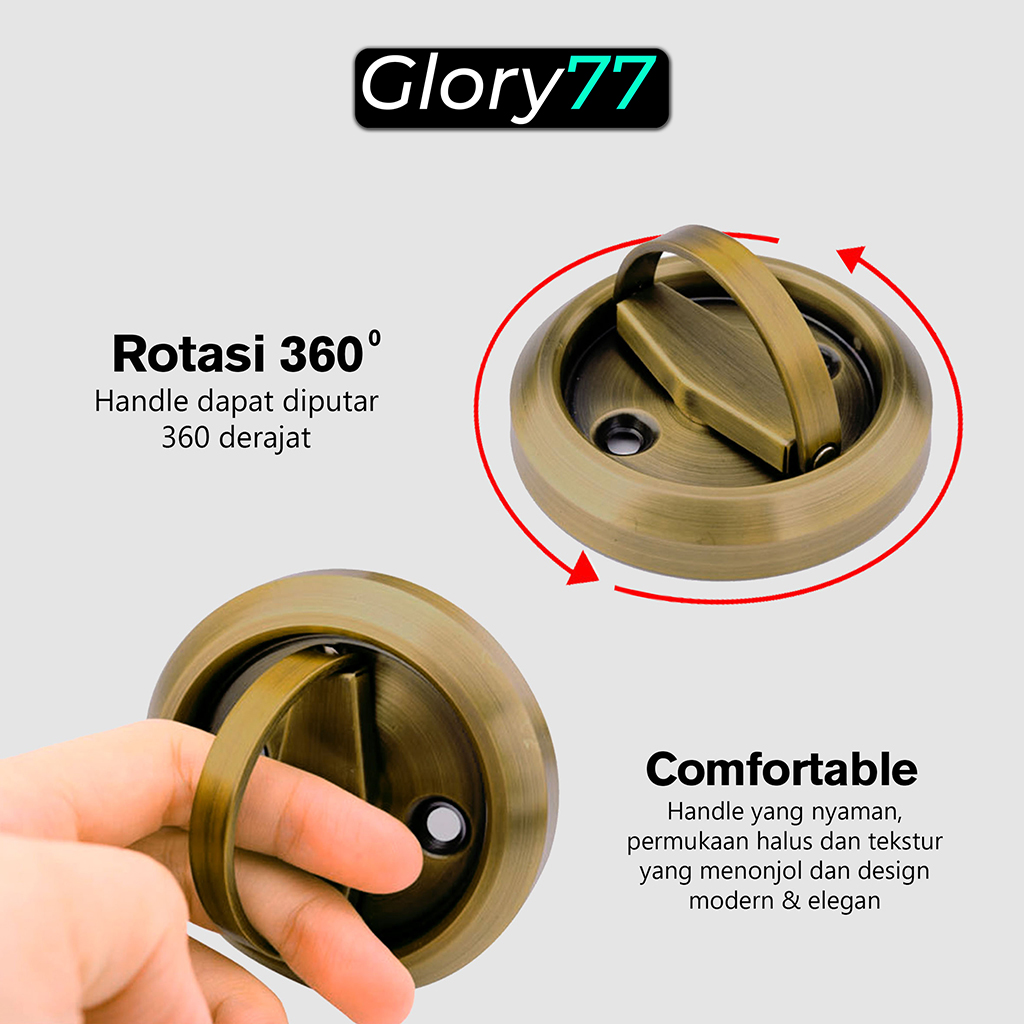 Glory77
Rotasi 360⁰
Handle dapat diputar
360 derajat
Comfortable
Handle yang nyaman,
permukaan halus dan tekstur
yang menonjol dan design
modern & elegan